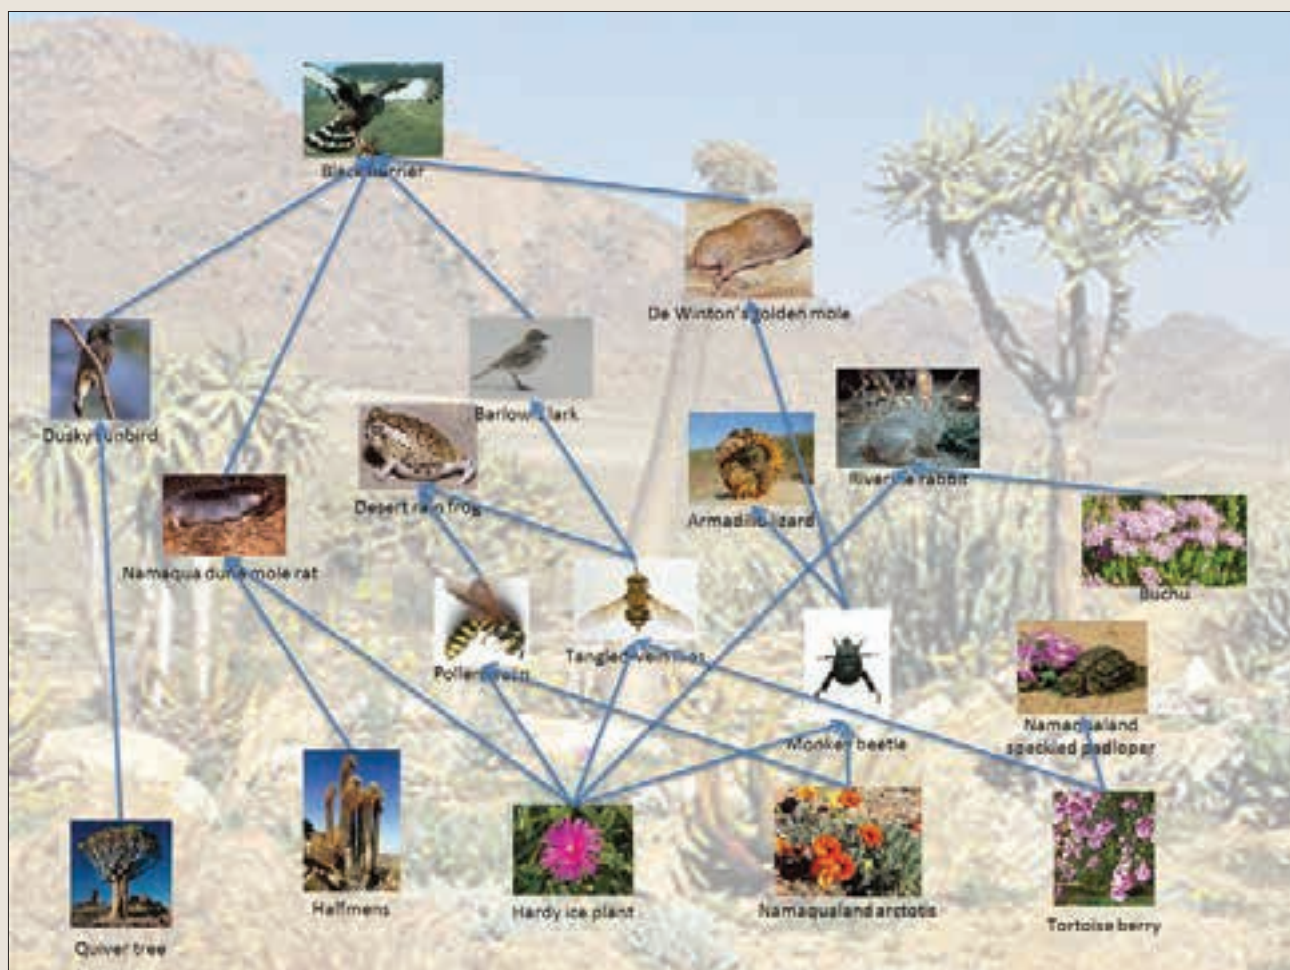 Black harrier
De Winton's golden mole
Barlow's lark
Dusky sunbird
Riverine rabbit
Desert rain frog
Armadillo lizard
Namaqua dune mole rat
Buchu
Tangled-vein
Pollen wasp
Namaqualand
speckled padloper
Monkey beetle
Halfmens
Hardy ice plant
Namaqualand arctotis
Tortoise berry
Quiver tree